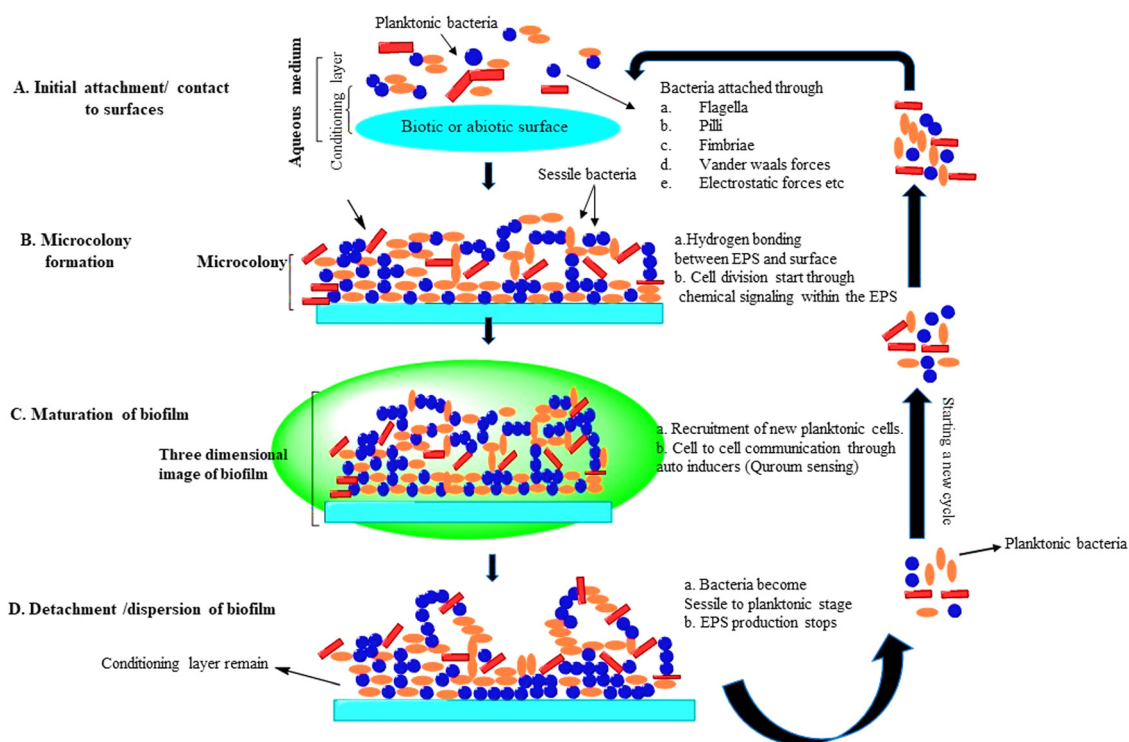 Planktonic bacteria
A. Initial attachment/ contact
to surfaces
Aqueous medium
Conditioning layer
Biotic or abiotic surface
Bacteria attached through
a. Flagella
b. Pilli
c. Fimbriae
d. Vander waals forces
e. Electrostatic forces etc
Sessile bacteria
B. Microcolony
formation
Microcolony
a.Hydrogen bonding
between EPS and surface
b. Cell division start through
chemical signaling within the EPS
C. Maturation of biofilm
Three dimensional
image of biofilm
a. Recruitment of new planktonic cells.
b. Cell to cell communication through
auto inducers (Quroum sensing)
Starting a new
cycle
Planktonic bacteria
D. Detachment /dispersion of biofilm
a. Bacteria become
Sessile to planktonic stage
b. EPS production stops
Conditioning layer remain